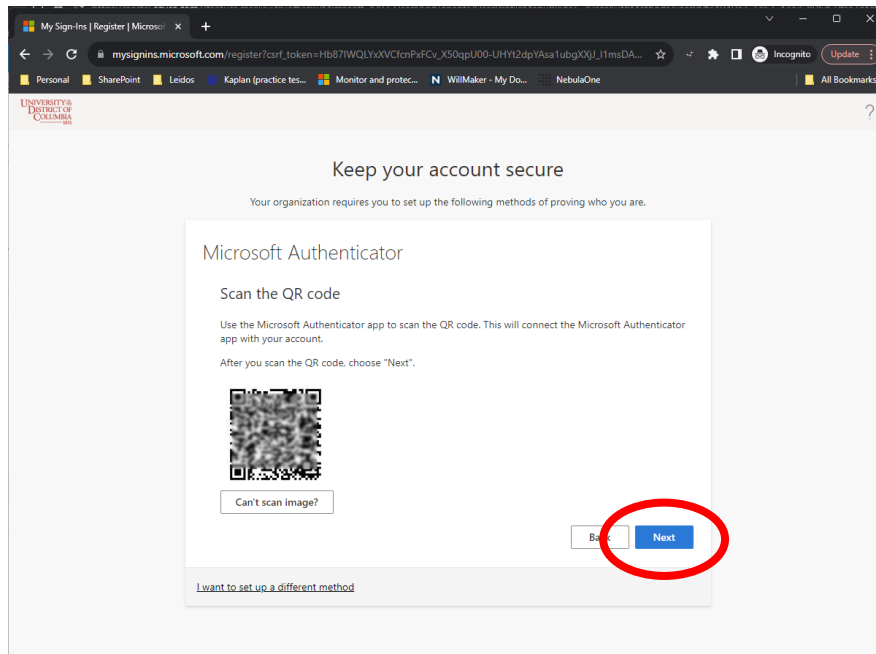 My Sign-Ins | Register | Microsof
mysignins.microsoft.com/register?csrf_token=Hb87IWQLYxXVCfcnPxFCv_X50qpU00-UHYt2dpYAsa1ubgXXjJ_I1msDA...
Incognito
Update
Personal
SharePoint
Leidos
Kaplan (practice tes...
Monitor and protec...
WillMaker - My Do...
NebulaOne
All Bookmarks
UNIVERSITY
DISTRICT OF
COLUMBIA
?
Keep your account secure
Your organization requires you to set up the following methods of proving who you are.
Microsoft Authenticator
Scan the QR code
Use the Microsoft Authenticator app to scan the QR code. This will connect the Microsoft Authenticator
app with your account.
After you scan the QR code, choose "Next".
Can't scan image?
Back
Next
I want to set up a different method